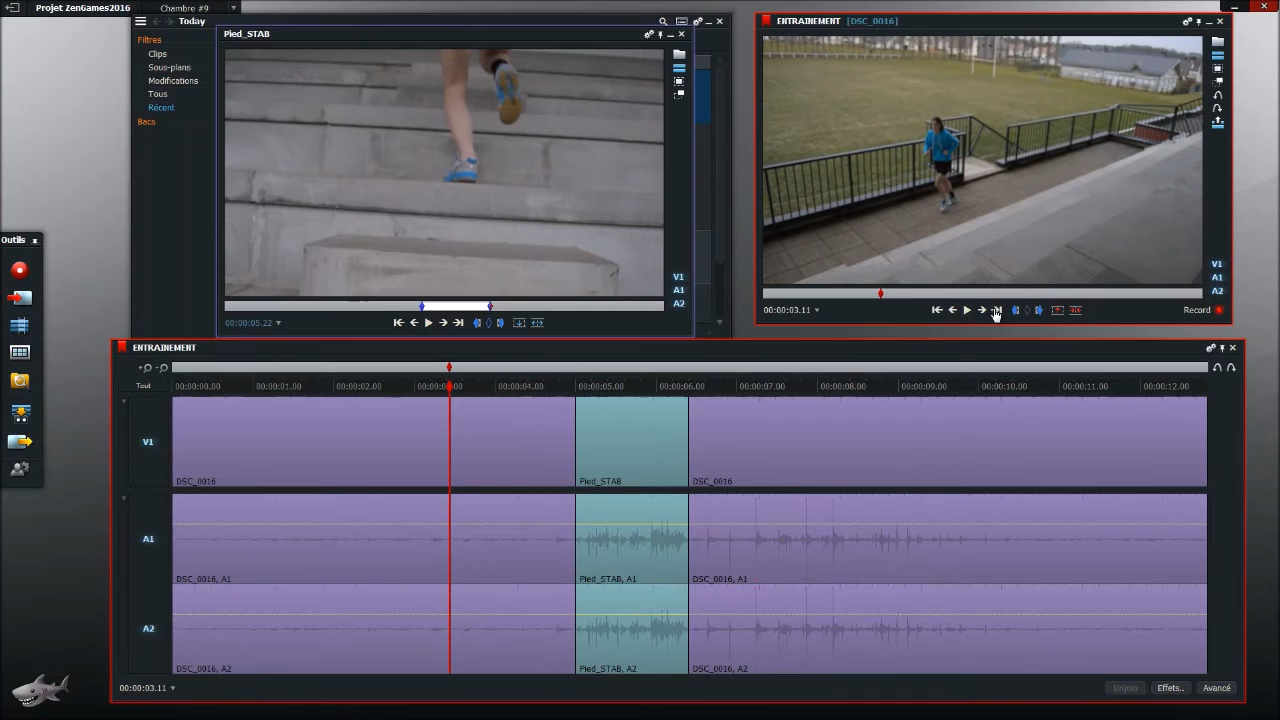 Projet ZenGames2016
Chambre #9
Today
Filtres
Clips
Sous-plans
Modifications
Tous
Récent
Bacs
Pied_STAB
V1
A1
A2
00:00:05.22
ENTRAINEMENT [DSC_0016]
V1
A1
A2
00:00:03.11
Record
Outils
ENTRAINEMENT
Tout
00:00:00.00 00:00:01.00 00:00:02.00 00:00:04.00 00:00:05.00 00:00:06.00 00:00:07.00 00:00:08.00 00:00:09.00 00:00:10.00 00:00:11.00 00:00:12.00
V1
DSC_0016 Pied_STAB DSC_0016
A1
DSC_0016, A1 Pied_STAB, A1 DSC_0016, A1
A2
DSC_0016, A2 Pied_STAB, A2 DSC_0016, A2
00:00:03.11
Unjoin Effets.. Avancé